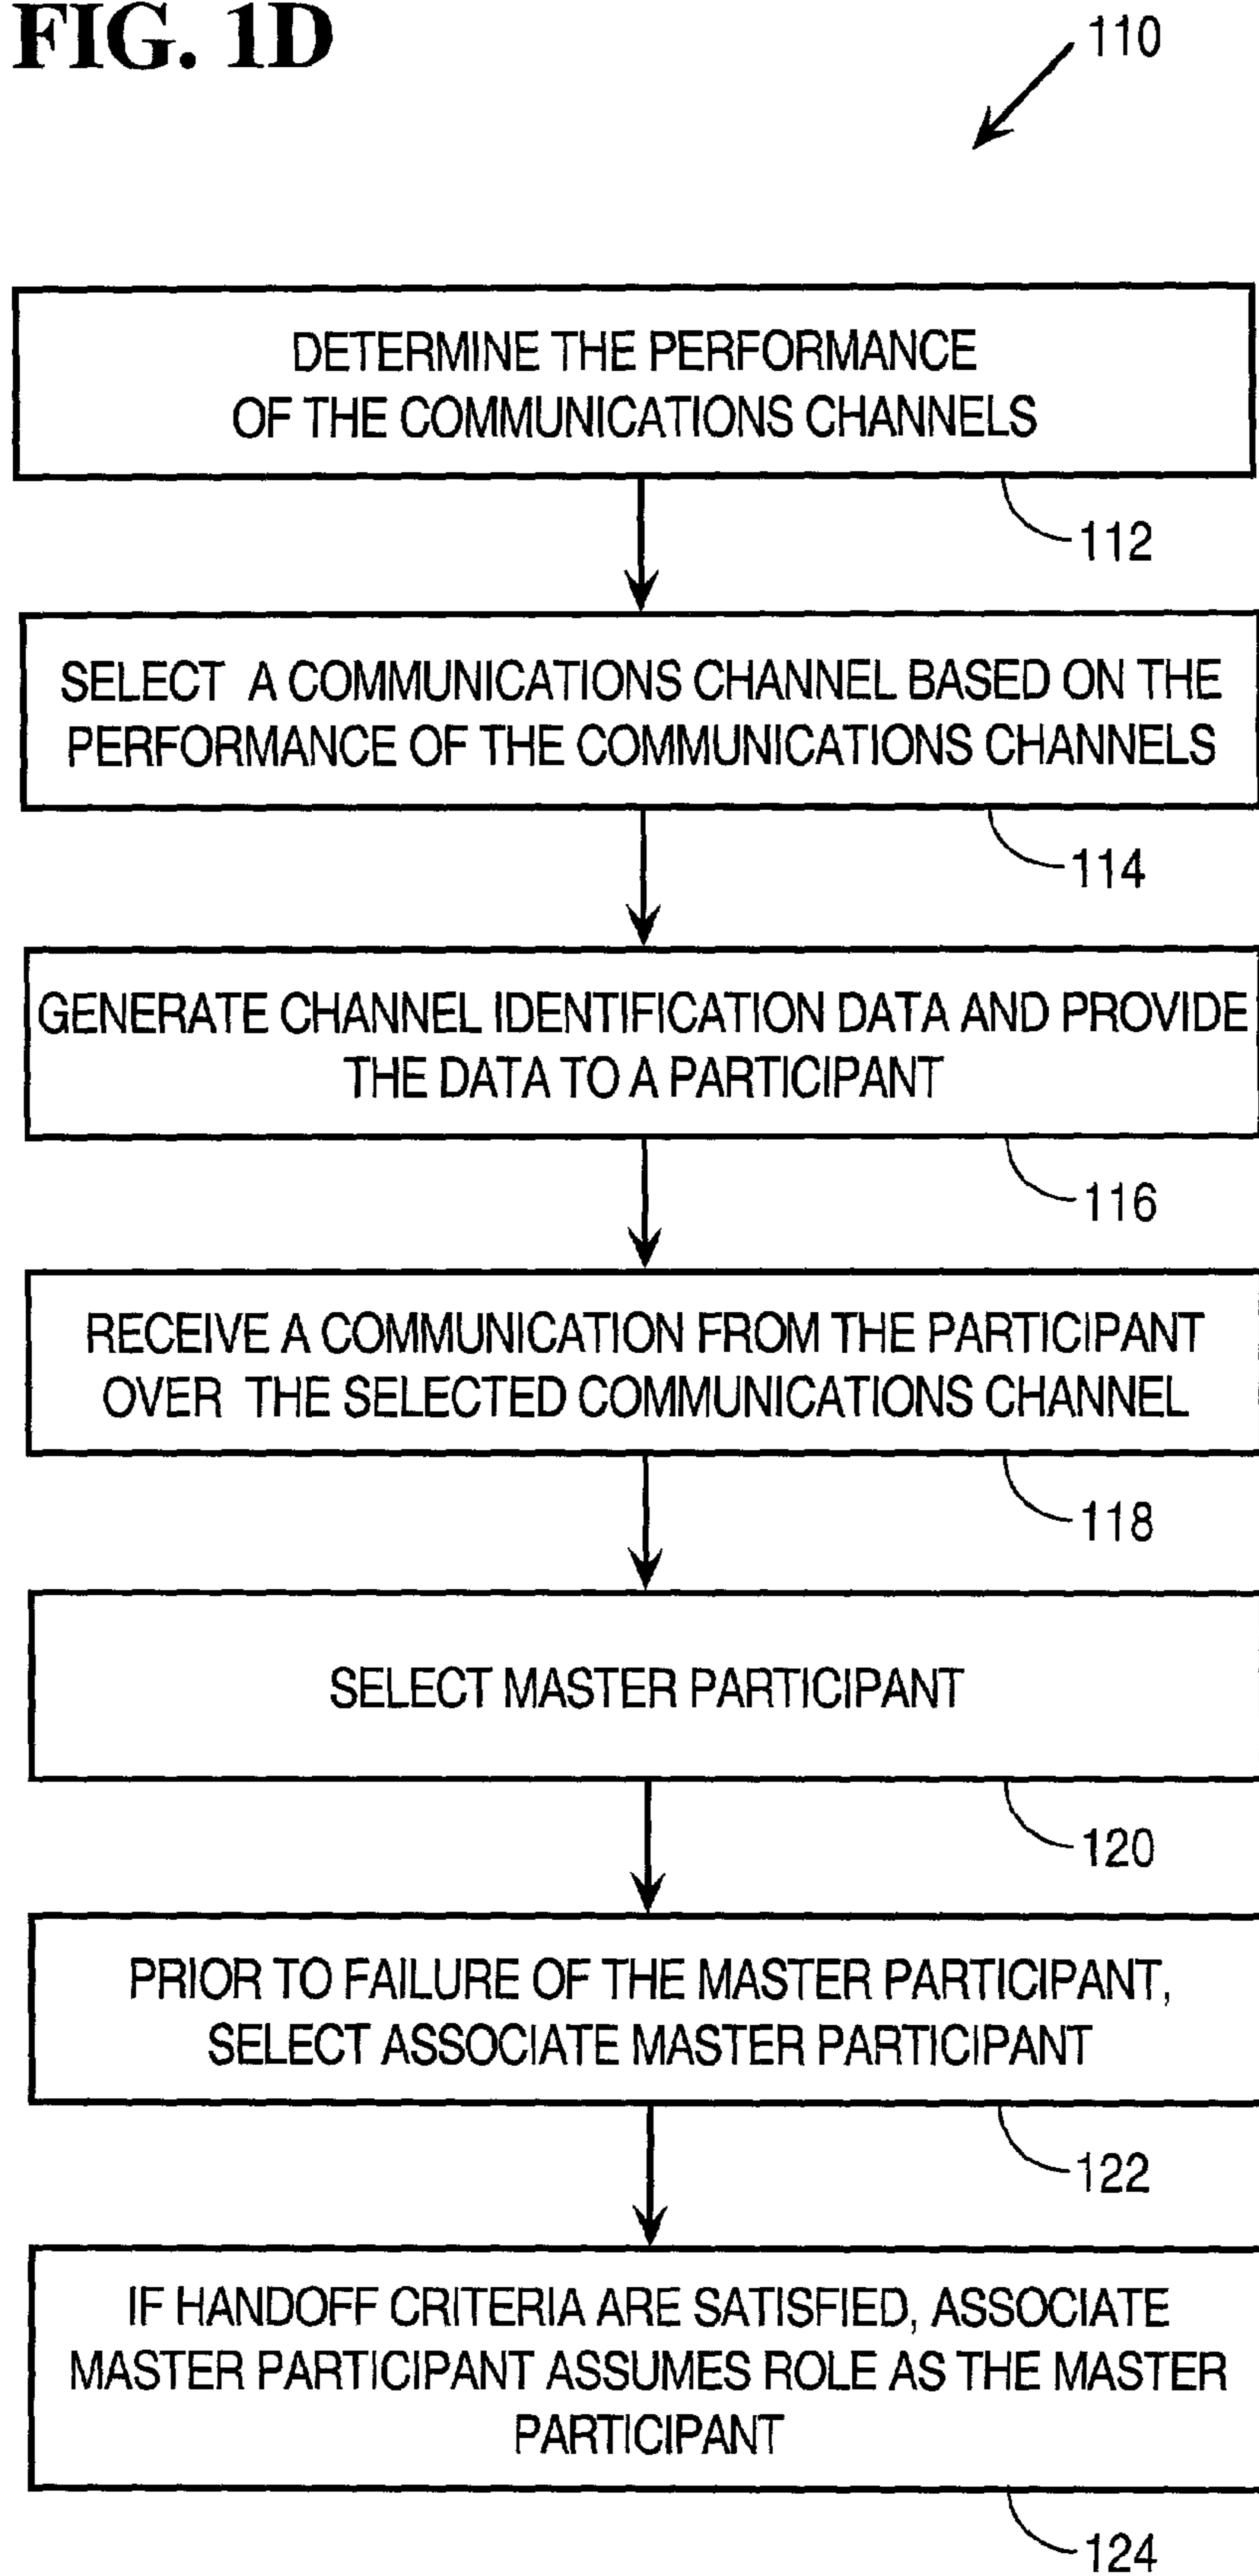 FIG. 1D
110
DETERMINE THE PERFORMANCE
OF THE COMMUNICATIONS CHANNELS
112
SELECT A COMMUNICATIONS CHANNEL BASED ON THE
PERFORMANCE OF THE COMMUNICATIONS CHANNELS
114
GENERATE CHANNEL IDENTIFICATION DATA AND PROVIDE
THE DATA TO A PARTICIPANT
116
RECEIVE A COMMUNICATION FROM THE PARTICIPANT
OVER THE SELECTED COMMUNICATIONS CHANNEL
118
SELECT MASTER PARTICIPANT
120
PRIOR TO FAILURE OF THE MASTER PARTICIPANT,
SELECT ASSOCIATE MASTER PARTICIPANT
122
IF HANDOFF CRITERIA ARE SATISFIED, ASSOCIATE
MASTER PARTICIPANT ASSUMES ROLE AS THE MASTER
PARTICIPANT
124